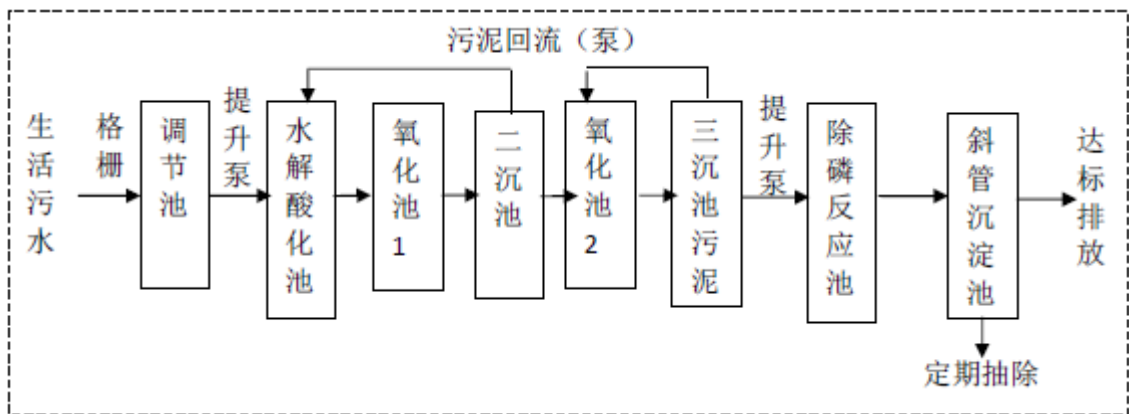 污泥回流（泵）
生活污水
格栅
调节池
提升泵
水解酸化池
氧化池1
二沉池
氧化池2
三沉池污泥
提升泵
除磷反应池
斜管沉淀池
达标排放
定期抽除